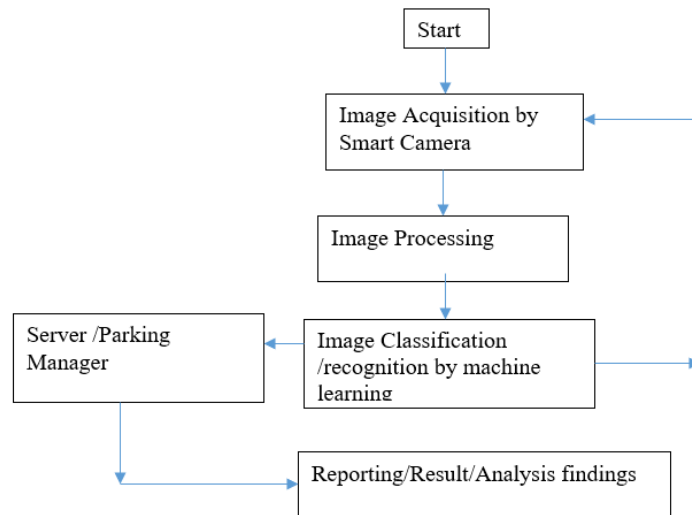 Start
Image Acquisition by
Smart Camera
Image Processing
Server /Parking
Manager
Image Classification
/recognition by machine
learning
Reporting/Result/Analysis findings